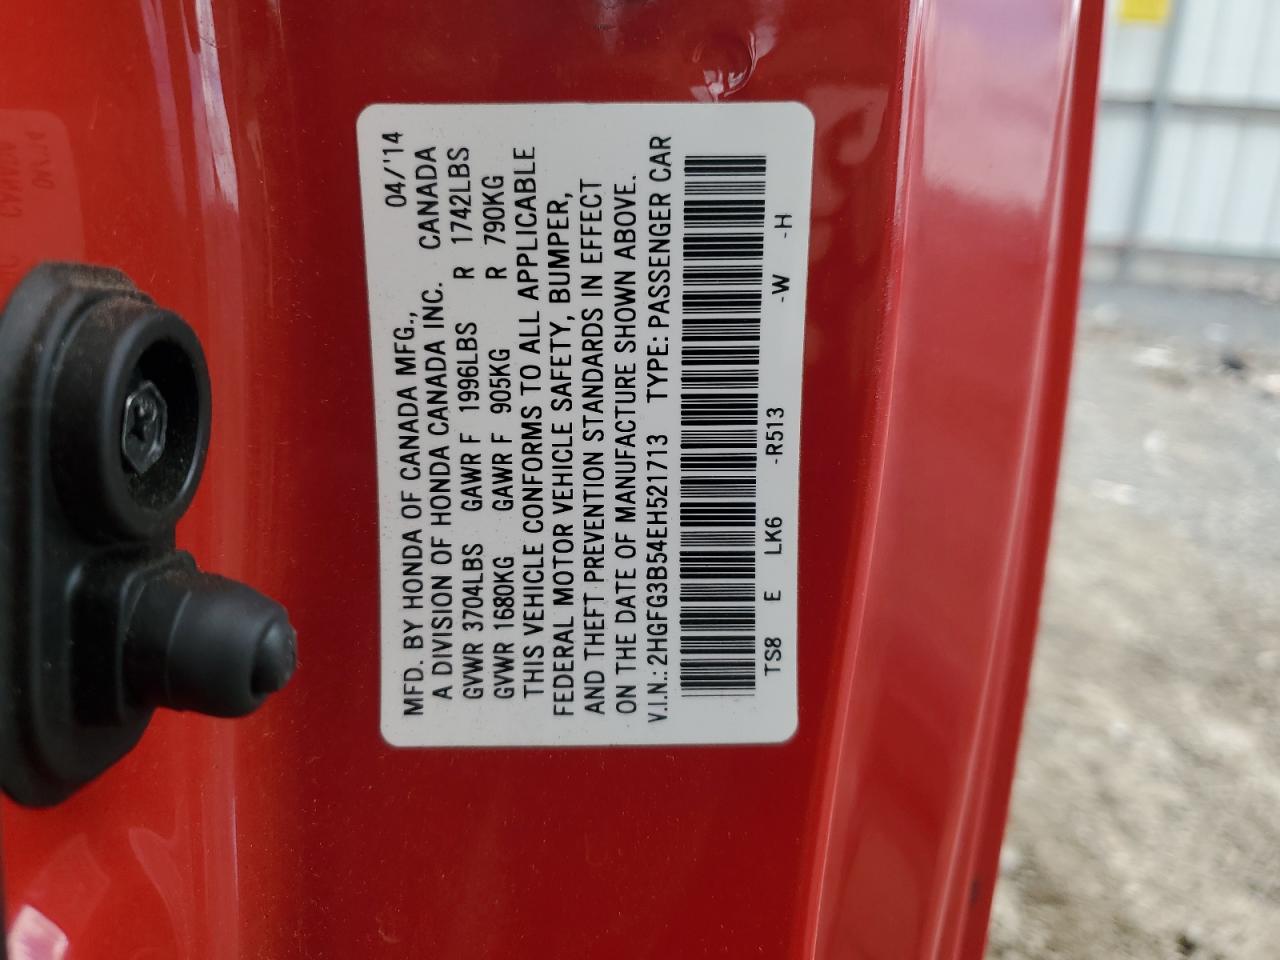 MFD. BY HONDA OF CANADA MFG., 04/'14
A DIVISION OF HONDA CANADA INC. CANADA
GVWR 3704LBS GAWR F 1996LBS R 1742LBS
GVWR 1680KG GAWR F 905KG R 790KG
THIS VEHICLE CONFORMS TO ALL APPLICABLE
FEDERAL MOTOR VEHICLE SAFETY, BUMPER,
AND THEFT PREVENTION STANDARDS IN EFFECT
ON THE DATE OF MANUFACTURE SHOWN ABOVE.
V.I.N.: 2HGFG3B54EH521713 TYPE: PASSENGER CAR
TS8 E LK6 -R513 -W -H